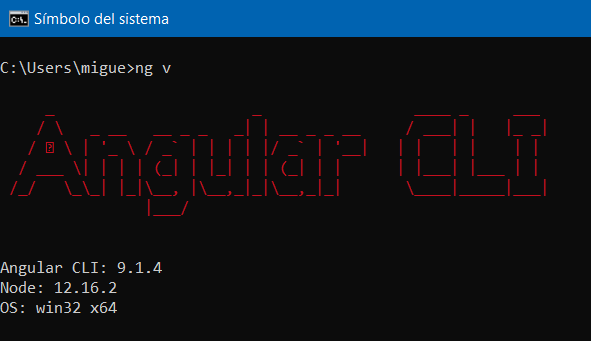 Símbolo del sistema
C:\Users\migue>ng v
Angular CLI
Angular CLI: 9.1.4
Node: 12.16.2
OS: win32 x64